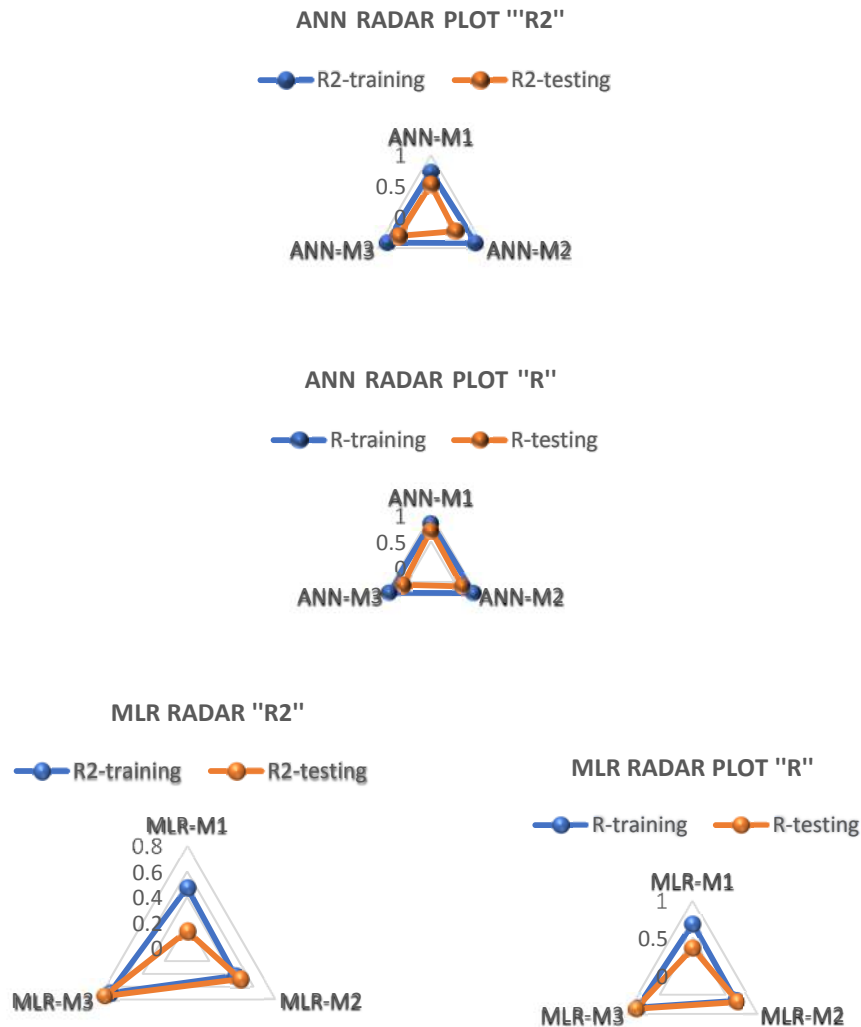 ANN RADAR PLOT '''R2''
R2-training R2-testing
ANN-M1
1
0.5
0
ANN-M3 ANN-M2
ANN RADAR PLOT ''R''
R-training R-testing
ANN-M1
1
0.5
0
ANN-M3 ANN-M2
MLR RADAR ''R2''
R2-training R2-testing
MLR-M1
0.8
0.6
0.4
0.2
0
MLR-M3 MLR-M2
MLR RADAR PLOT ''R''
R-training R-testing
MLR-M1
1
0.5
0
MLR-M3 MLR-M2